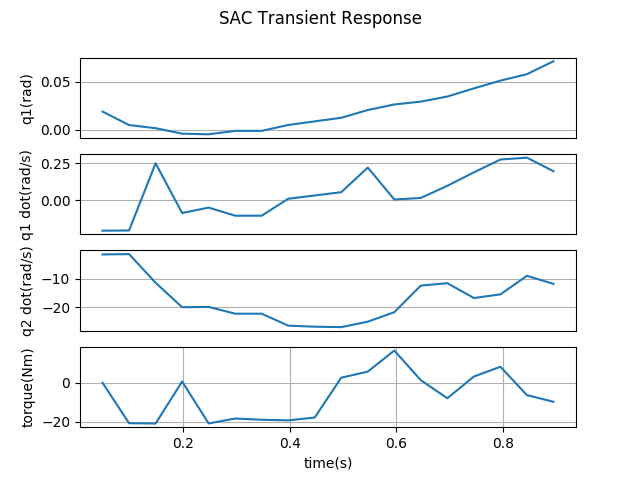 SAC Transient Response
q1(rad)
0.05
0.00
q1 dot(rad/s)
0.25
0.00
q2 dot(rad/s)
−10
−20
torque(Nm)
0
−20
0.2 0.4 0.6 0.8
time(s)